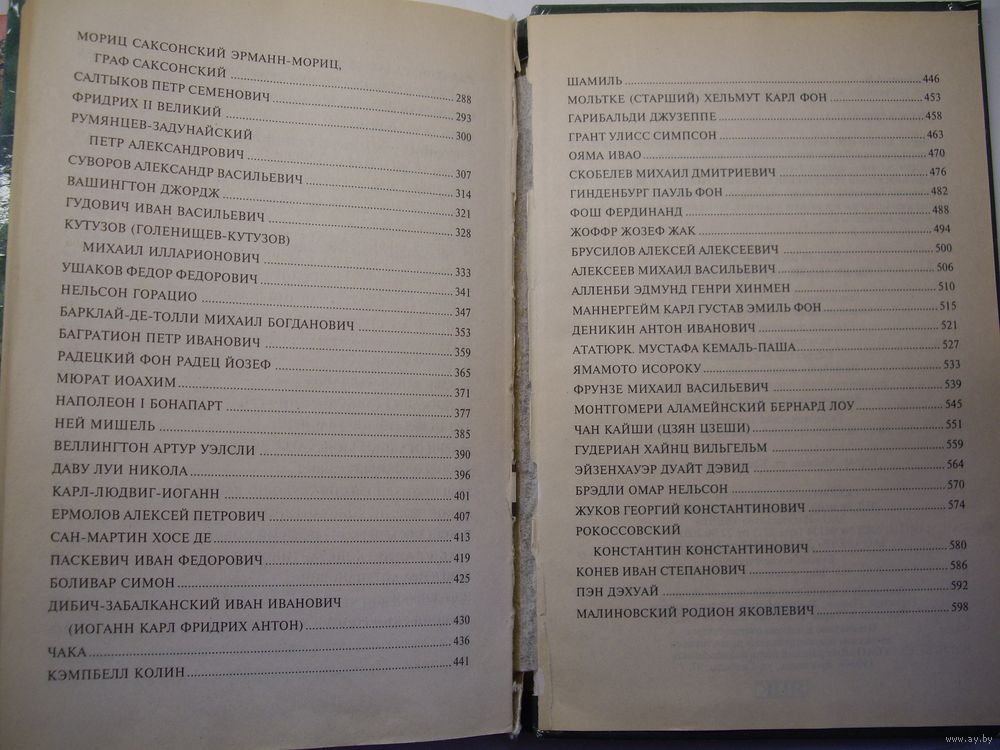 МОРИЦ САКСОНСКИЙ ЭРМАНН-МОРИЦ,
ГРАФ САКСОНСКИЙ ........ 288
САЛТЫКОВ ПЕТР СЕМЕНОВИЧ ........ 293
ФРИДРИХ II ВЕЛИКИЙ ........ 300
РУМЯНЦЕВ-ЗАДУНАЙСКИЙ
ПЕТР АЛЕКСАНДРОВИЧ ........ 307
СУВОРОВ АЛЕКСАНДР ВАСИЛЬЕВИЧ ........ 314
ВАШИНГТОН ДЖОРДЖ ........ 321
ГУДОВИЧ ИВАН ВАСИЛЬЕВИЧ ........ 328
КУТУЗОВ (ГОЛЕНИЩЕВ-КУТУЗОВ)
МИХАИЛ ИЛЛАРИОНОВИЧ ........ 333
УШАКОВ ФЕДОР ФЕДОРОВИЧ ........ 341
НЕЛЬСОН ГОРАЦИО ........ 347
БАРКЛАЙ-ДЕ-ТОЛЛИ МИХАИЛ БОГДАНОВИЧ ........ 353
БАГРАТИОН ПЕТР ИВАНОВИЧ ........ 359
РАДЕЦКИЙ ФОН РАДЕЦ ЙОЗЕФ ........ 365
МЮРАТ ИОАХИМ ........ 371
НАПОЛЕОН I БОНАПАРТ ........ 377
НЕЙ МИШЕЛЬ ........ 385
ВЕЛЛИНГТОН АРТУР УЭЛСЛИ ........ 390
ДАВУ ЛУИ НИКОЛА ........ 396
КАРЛ-ЛЮДВИГ-ИОГАНН ........ 401
ЕРМОЛОВ АЛЕКСЕЙ ПЕТРОВИЧ ........ 407
САН-МАРТИН ХОСЕ ДЕ ........ 413
ПАСКЕВИЧ ИВАН ФЕДОРОВИЧ ........ 419
БОЛИВАР СИМОН ........ 425
ДИБИЧ-ЗАБАЛКАНСКИЙ ИВАН ИВАНОВИЧ
(ИОГАНН КАРЛ ФРИДРИХ АНТОН) ........ 430
ЧАКА ........ 436
КЭМПБЕЛЛ КОЛИН ........ 441
ШАМИЛЬ ........ 446
МОЛЬТКЕ (СТАРШИЙ) ХЕЛЬМУТ КАРЛ ФОН ........ 453
ГАРИБАЛЬДИ ДЖУЗЕППЕ ........ 458
ГРАНТ УЛИСС СИМПСОН ........ 463
ОЯМА ИВАО ........ 470
СКОБЕЛЕВ МИХАИЛ ДМИТРИЕВИЧ ........ 476
ГИНДЕНБУРГ ПАУЛЬ ФОН ........ 482
ФОШ ФЕРДИНАНД ........ 488
ЖОФФР ЖОЗЕФ ЖАК ........ 494
БРУСИЛОВ АЛЕКСЕЙ АЛЕКСЕЕВИЧ ........ 500
АЛЕКСЕЕВ МИХАИЛ ВАСИЛЬЕВИЧ ........ 506
АЛЛЕНБИ ЭДМУНД ГЕНРИ ХИНМЕН ........ 510
МАННЕРГЕЙМ КАРЛ ГУСТАВ ЭМИЛЬ ФОН ........ 515
ДЕНИКИН АНТОН ИВАНОВИЧ ........ 521
АТАТЮРК. МУСТАФА КЕМАЛЬ-ПАША ........ 527
ЯМАМОТО ИСОРОКУ ........ 533
ФРУНЗЕ МИХАИЛ ВАСИЛЬЕВИЧ ........ 539
МОНТГОМЕРИ АЛАМЕЙНСКИЙ БЕРНАРД ЛОУ ........ 545
ЧАН КАЙШИ (ЦЗЯН ЦЗЕШИ) ........ 551
ГУДЕРИАН ХАЙНЦ ВИЛЬГЕЛЬМ ........ 559
ЭЙЗЕНХАУЭР ДУАЙТ ДЭВИД ........ 564
БРЭДЛИ ОМАР НЕЛЬСОН ........ 570
ЖУКОВ ГЕОРГИЙ КОНСТАНТИНОВИЧ ........ 574
РОКОССОВСКИЙ
КОНСТАНТИН КОНСТАНТИНОВИЧ ........ 580
КОНЕВ ИВАН СТЕПАНОВИЧ ........ 586
ПЭН ДЭХУАЙ ........ 592
МАЛИНОВСКИЙ РОДИОН ЯКОВЛЕВИЧ ........ 598
www.ay.by